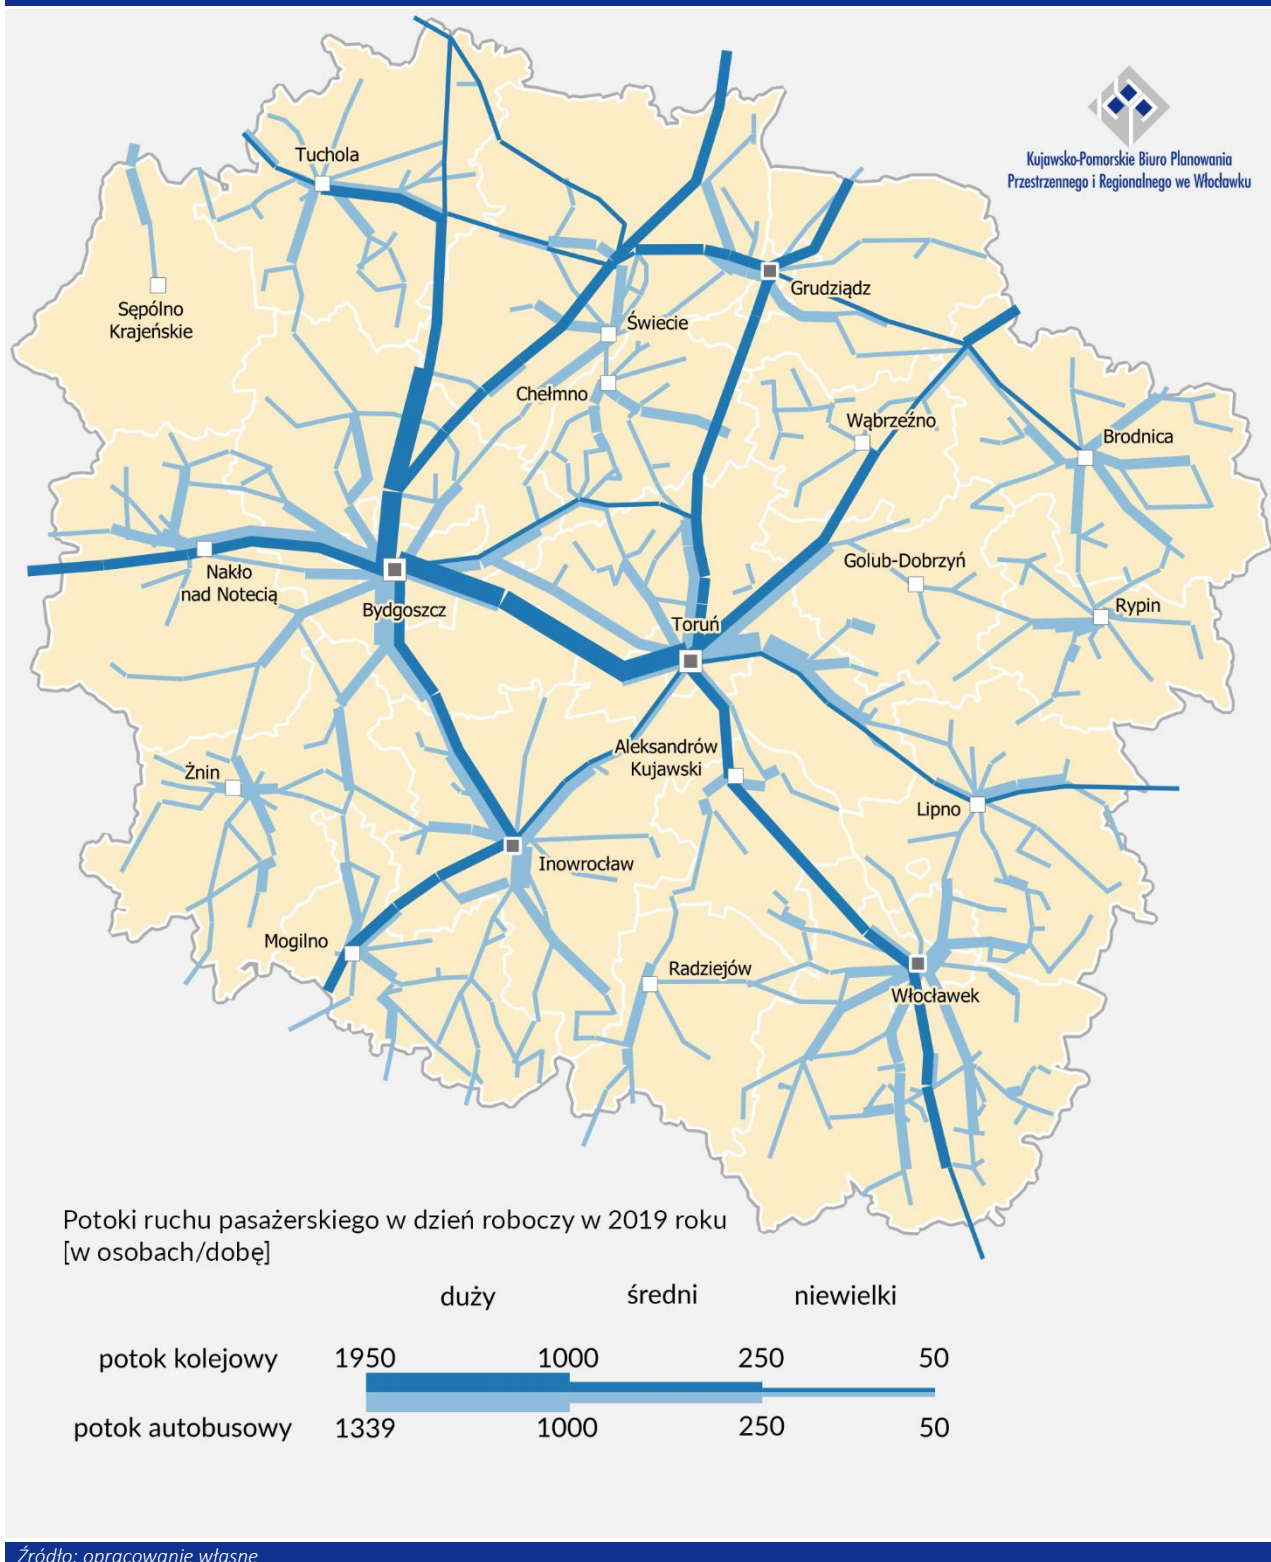 Kujawsko-Pomorskie Biuro Planowania
Przestrzennego i Regionalnego we Włocławku
Tuchola
Sępólno
Krajeńskie
Grudziądz
Świecie
Chełmno
Wąbrzeźno
Brodnica
Nakło
nad Notecią
Bydgoszcz
Golub-Dobrzyń
Rypin
Toruń
Aleksandrów
Kujawski
Żnin
Lipno
Inowrocław
Mogilno
Radziejów
Włocławek
Potoki ruchu pasażerskiego w dzień roboczy w 2019 roku
[w osobach/dobę]
duży średni niewielki
potok kolejowy 1950 1000 250 50
potok autobusowy 1339 1000 250 50
Źródło: opracowanie własne